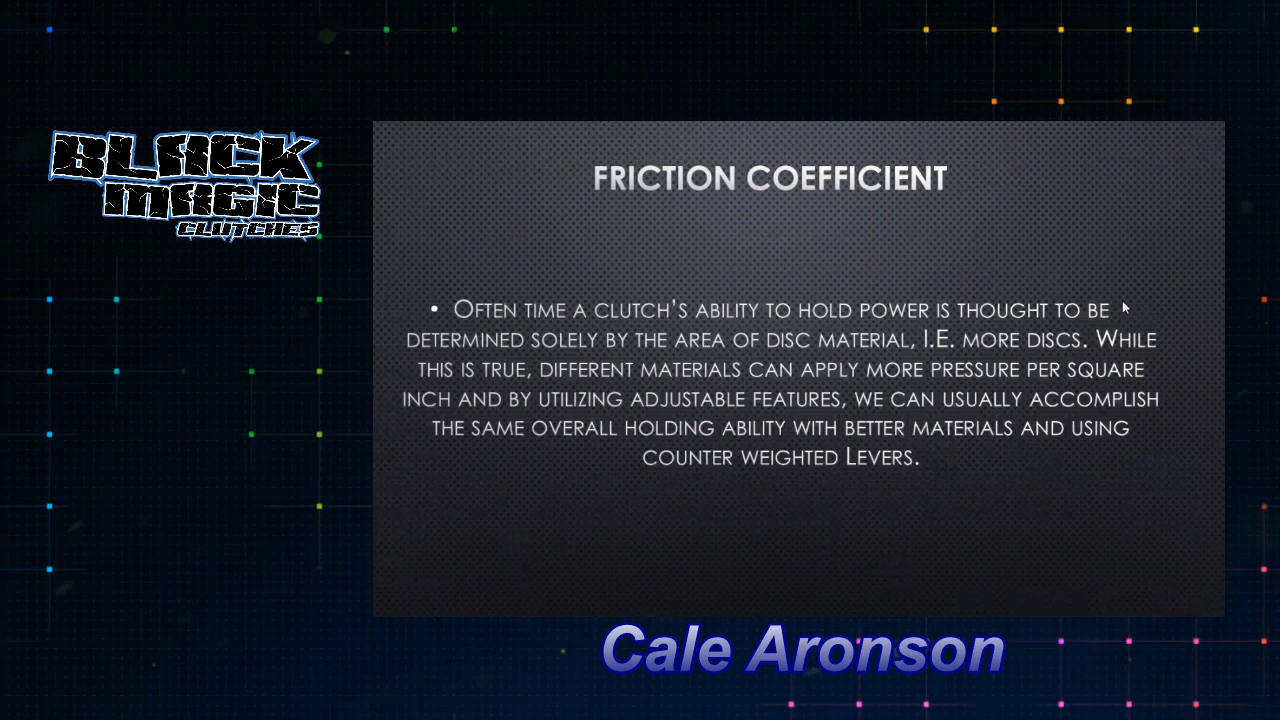 BLACK
MAGIC
CLUTCHES
FRICTION COEFFICIENT
• OFTEN TIME A CLUTCH'S ABILITY TO HOLD POWER IS THOUGHT TO BE
DETERMINED SOLELY BY THE AREA OF DISC MATERIAL, I.E. MORE DISCS. WHILE
THIS IS TRUE, DIFFERENT MATERIALS CAN APPLY MORE PRESSURE PER SQUARE
INCH AND BY UTILIZING ADJUSTABLE FEATURES, WE CAN USUALLY ACCOMPLISH
THE SAME OVERALL HOLDING ABILITY WITH BETTER MATERIALS AND USING
COUNTER WEIGHTED LEVERS.
Cale Aronson